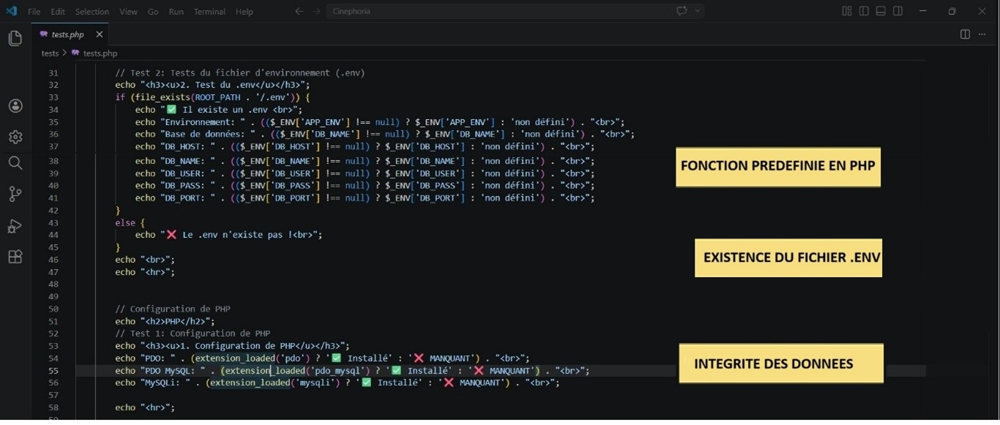 File Edit Selection View Go Run Terminal Help
Cinephoria
tests.php
tests > tests.php
31 // Test 2: Tests du fichier d'environnement (.env)
32 echo "<h3><u>2. Test du .env</u></h3>";
33 if (file_exists(ROOT_PATH . '/.env')) {
34 echo "✅ Il existe un .env <br>";
35 echo "Environnement: " . (($_ENV['APP_ENV'] !== null) ? $_ENV['APP_ENV'] : 'non défini') . "<br>";
36 echo "Base de données: " . (($_ENV['DB_NAME'] !== null) ? $_ENV['DB_NAME'] : 'non défini') . "<br>";
37 echo "DB_HOST: " . (($_ENV['DB_HOST'] !== null) ? $_ENV['DB_HOST'] : 'non défini') . "<br>";
38 echo "DB_NAME: " . (($_ENV['DB_NAME'] !== null) ? $_ENV['DB_NAME'] : 'non défini') . "<br>";
39 echo "DB_USER: " . (($_ENV['DB_USER'] !== null) ? $_ENV['DB_USER'] : 'non défini') . "<br>";
40 echo "DB_PASS: " . (($_ENV['DB_PASS'] !== null) ? $_ENV['DB_PASS'] : 'non défini') . "<br>";
41 echo "DB_PORT: " . (($_ENV['DB_PORT'] !== null) ? $_ENV['DB_PORT'] : 'non défini') . "<br>";
42 }
43 else {
44 echo "❌ Le .env n'existe pas !<br>";
45 }
46 echo "<br>";
47 echo "<hr>";
48
49
50 // Configuration de PHP
51 echo "<h2>PHP</h2>";
52 // Test 1: Configuration de PHP
53 echo "<h3><u>1. Configuration de PHP</u></h3>";
54 echo "PDO: " . (extension_loaded('pdo') ? '✅ Installé' : '❌ MANQUANT') . "<br>";
55 echo "PDO MySQL: " . (extension_loaded('pdo_mysql') ? '✅ Installé' : '❌ MANQUANT') . "<br>";
56 echo "MySQLi: " . (extension_loaded('mysqli') ? '✅ Installé' : '❌ MANQUANT') . "<br>";
57
58 echo "<hr>";
FONCTION PREDEFINIE EN PHP
EXISTENCE DU FICHIER .ENV
INTEGRITE DES DONNEES